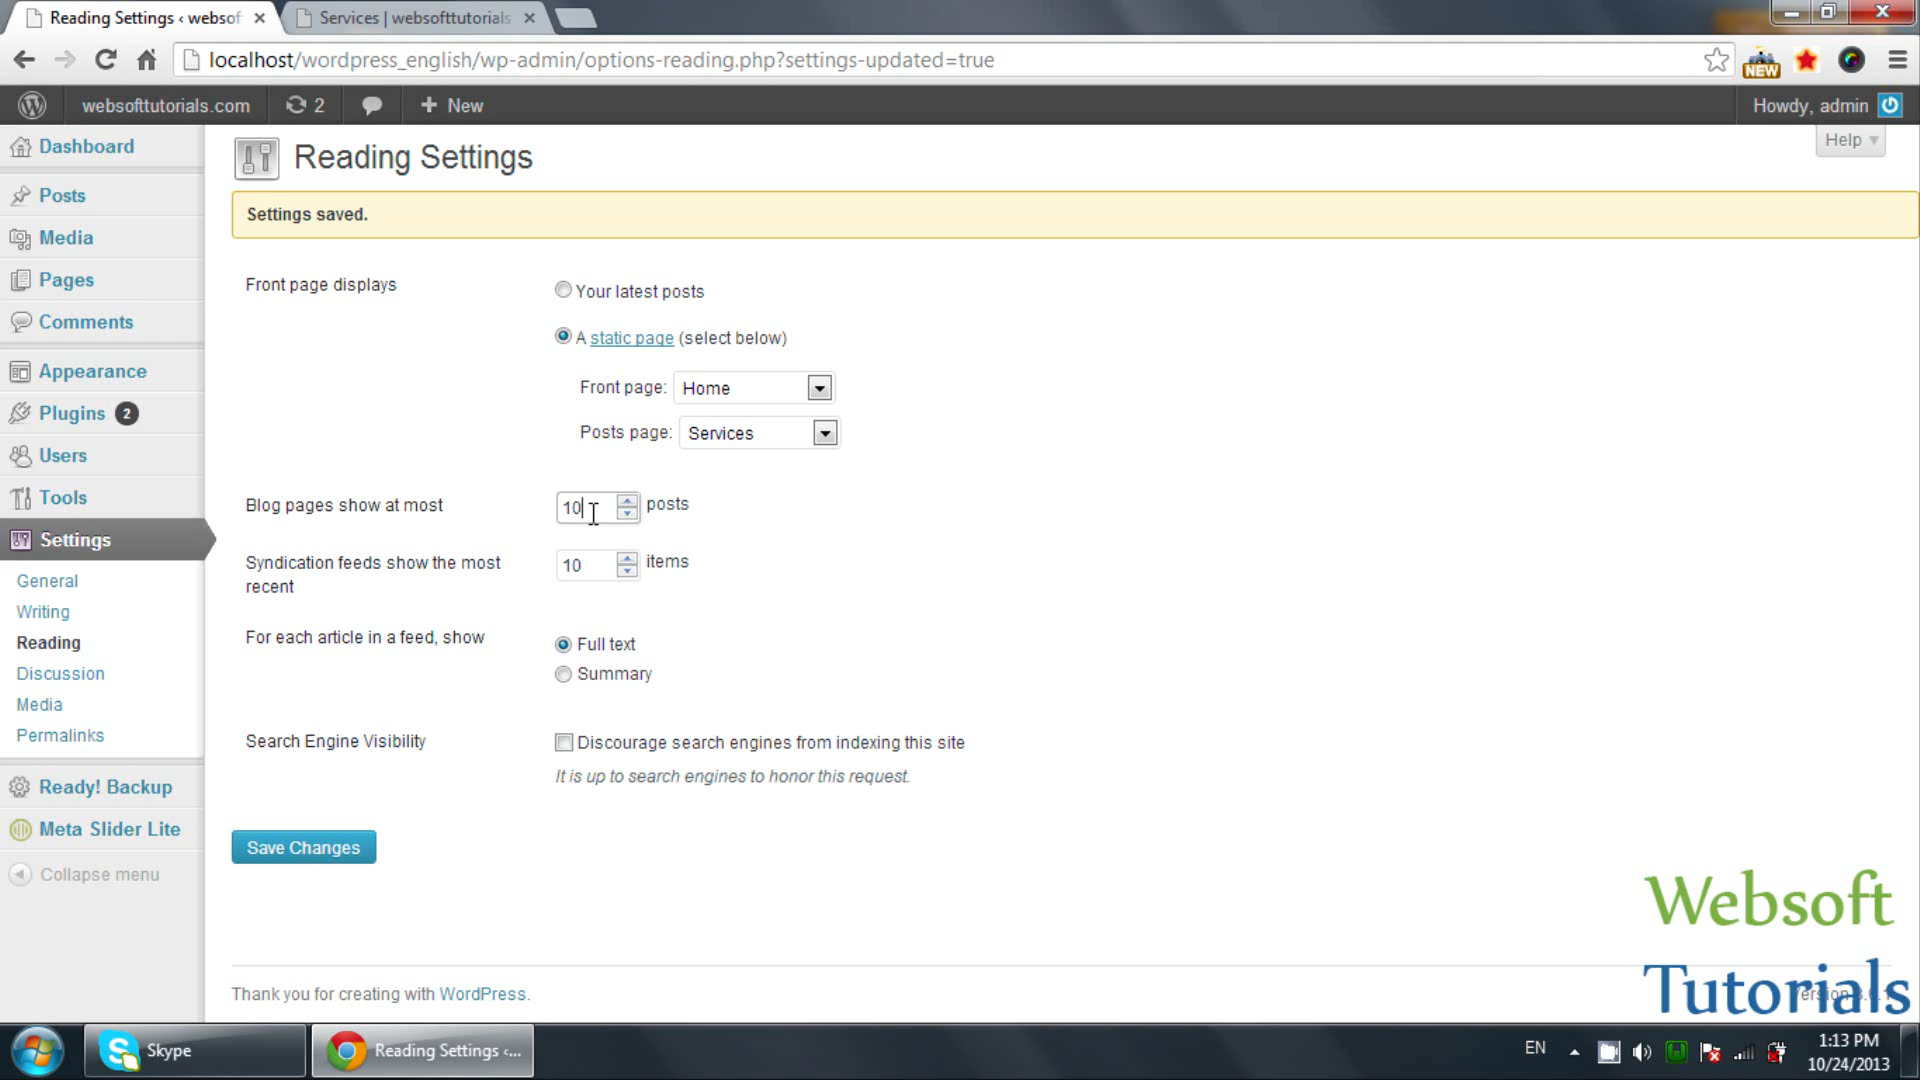 Reading Settings ‹ websof
Services | websofttutorials
localhost/wordpress_english/wp-admin/options-reading.php?settings-updated=true
NEW
websofttutorials.com
2
+ New
Howdy, admin
Dashboard
Posts
Media
Pages
Comments
Appearance
Plugins 2
Users
Tools
Settings
General
Writing
Reading
Discussion
Media
Permalinks
Ready! Backup
Meta Slider Lite
Collapse menu
Help
Reading Settings
Settings saved.
Front page displays
Your latest posts
A static page (select below)
Front page: Home
Posts page: Services
Blog pages show at most
10 posts
Syndication feeds show the most
recent
10 items
For each article in a feed, show
Full text
Summary
Search Engine Visibility
Discourage search engines from indexing this site
It is up to search engines to honor this request.
Save Changes
Thank you for creating with WordPress.
Websoft
Tutorials
Skype
Reading Settings ‹...
EN
1:13 PM
10/24/2013